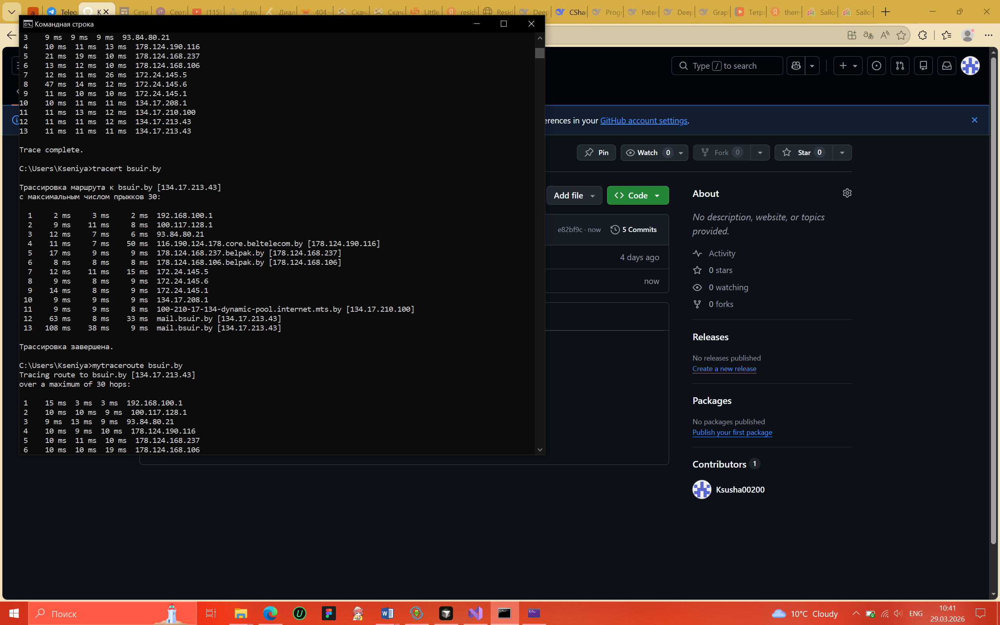 Teleg
K
Сети
Серти
(115)
draw.
Диал
404 –
Скача
Скача
Little
reside
Resid
Deep
CShar
Progr
Paten
Deep
Grap
Тетра
them
Sailor
Sailor
Командная строка
3 9 ms 9 ms 9 ms 93.84.80.21
4 10 ms 11 ms 13 ms 178.124.190.116
5 21 ms 19 ms 10 ms 178.124.168.237
6 13 ms 12 ms 10 ms 178.124.168.106
7 12 ms 11 ms 26 ms 172.24.145.5
8 47 ms 14 ms 12 ms 172.24.145.6
9 11 ms 10 ms 10 ms 172.24.145.1
10 10 ms 11 ms 11 ms 134.17.208.1
11 11 ms 13 ms 12 ms 134.17.210.100
12 11 ms 11 ms 12 ms 134.17.213.43
13 11 ms 11 ms 11 ms 134.17.213.43
Trace complete.
C:\Users\Kseniya>tracert bsuir.by
Трассировка маршрута к bsuir.by [134.17.213.43]
с максимальным числом прыжков 30:
1 2 ms 3 ms 2 ms 192.168.100.1
2 9 ms 11 ms 8 ms 100.117.128.1
3 12 ms 7 ms 6 ms 93.84.80.21
4 11 ms 7 ms 50 ms 116.190.124.178.core.beltelecom.by [178.124.190.116]
5 17 ms 9 ms 9 ms 178.124.168.237.belpak.by [178.124.168.237]
6 8 ms 8 ms 8 ms 178.124.168.106.belpak.by [178.124.168.106]
7 12 ms 11 ms 15 ms 172.24.145.5
8 9 ms 8 ms 9 ms 172.24.145.6
9 14 ms 8 ms 9 ms 172.24.145.1
10 9 ms 9 ms 9 ms 134.17.208.1
11 9 ms 9 ms 8 ms 100-210-17-134-dynamic-pool.internet.mts.by [134.17.210.100]
12 63 ms 8 ms 33 ms mail.bsuir.by [134.17.213.43]
13 108 ms 38 ms 9 ms mail.bsuir.by [134.17.213.43]
Трассировка завершена.
C:\Users\Kseniya>mytraceroute bsuir.by
Tracing route to bsuir.by [134.17.213.43]
over a maximum of 30 hops:
1 15 ms 3 ms 3 ms 192.168.100.1
2 10 ms 10 ms 9 ms 100.117.128.1
3 9 ms 13 ms 9 ms 93.84.80.21
4 10 ms 9 ms 10 ms 178.124.190.116
5 10 ms 11 ms 10 ms 178.124.168.237
6 10 ms 10 ms 19 ms 178.124.168.106
Type / to search
erences in your GitHub account settings.
Pin
Watch 0
Fork 0
Star 0
Add file
Code
e82bf9c · now
5 Commits
4 days ago
now
About
No description, website, or topics
provided.
Activity
0 stars
0 watching
0 forks
Releases
No releases published
Create a new release
Packages
No packages published
Publish your first package
Contributors 1
Ksusha00200
Поиск
10°C Cloudy
ENG
10:41
29.03.2026